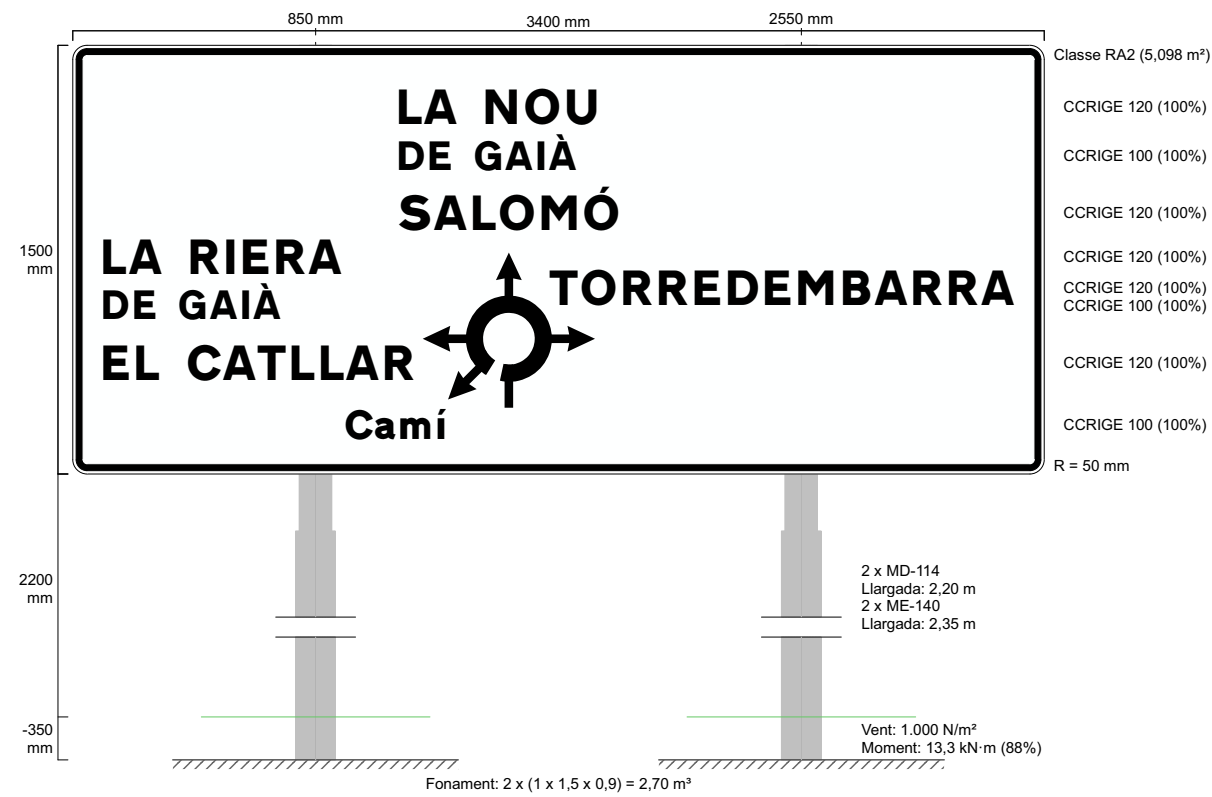 850 mm
3400 mm
2550 mm
Classe RA2 (5,098 m²)
LA NOU
CCRIGE 120 (100%)
DE GAIÀ
CCRIGE 100 (100%)
SALOMÓ
CCRIGE 120 (100%)
1500
mm
LA RIERA
CCRIGE 120 (100%)
TORREDEMBARRA
CCRIGE 120 (100%)
DE GAIÀ
CCRIGE 100 (100%)
EL CATLLAR
CCRIGE 120 (100%)
Camí
CCRIGE 100 (100%)
R = 50 mm
2200
mm
2 x MD-114
Llargada: 2,20 m
2 x ME-140
Llargada: 2,35 m
-350
mm
Vent: 1.000 N/m²
Moment: 13,3 kN·m (88%)
Fonament: 2 x (1 x 1,5 x 0,9) = 2,70 m³